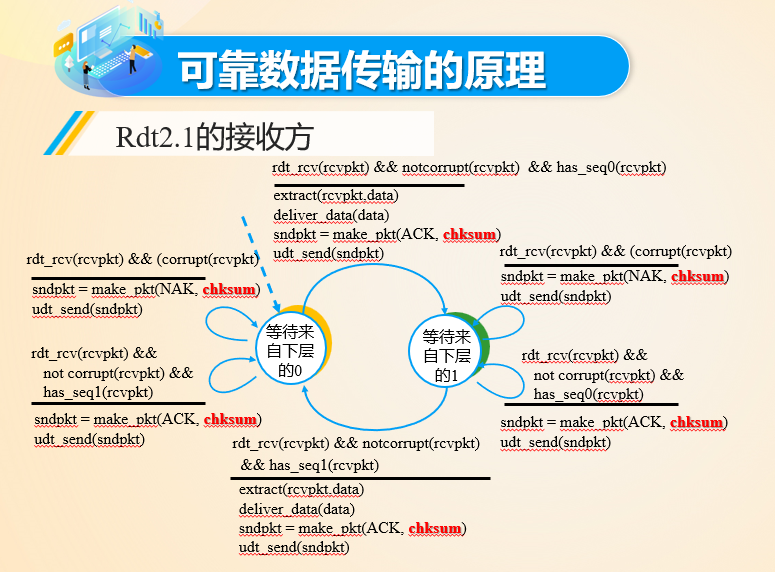 可靠数据传输的原理
Rdt2.1的接收方
rdt_rcv(rcvpkt) && notcorrupt(rcvpkt)  && has_seq0(rcvpkt)
extract(rcvpkt,data)
deliver_data(data)
sndpkt = make_pkt(ACK, chksum)
udt_send(sndpkt)
rdt_rcv(rcvpkt) && (corrupt(rcvpkt)
sndpkt = make_pkt(NAK, chksum)
udt_send(sndpkt)
rdt_rcv(rcvpkt) && (corrupt(rcvpkt)
sndpkt = make_pkt(NAK, chksum)
udt_send(sndpkt)
等待来
自下层
的0
等待来
自下层
的1
rdt_rcv(rcvpkt) &&
not corrupt(rcvpkt) &&
has_seq1(rcvpkt)
sndpkt = make_pkt(ACK, chksum)
udt_send(sndpkt)
rdt_rcv(rcvpkt) &&
not corrupt(rcvpkt) &&
has_seq0(rcvpkt)
sndpkt = make_pkt(ACK, chksum)
udt_send(sndpkt)
rdt_rcv(rcvpkt) && notcorrupt(rcvpkt)
&& has_seq1(rcvpkt)
extract(rcvpkt.data)
deliver_data(data)
sndpkt = make_pkt(ACK, chksum)
udt_send(sndpkt)